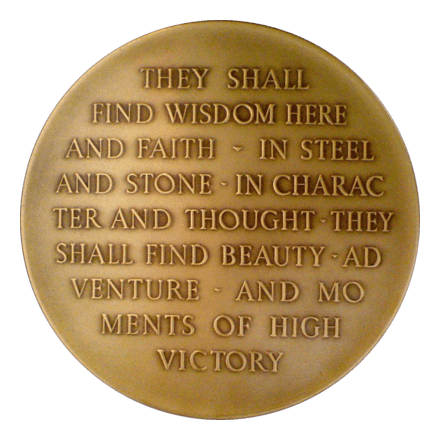 THEY SHALL
FIND WISDOM HERE
AND FAITH ~ IN STEEL
AND STONE · IN CHARAC
TER AND THOUGHT · THEY
SHALL FIND BEAUTY · AD
VENTURE ~ AND MO
MENTS OF HIGH
VICTORY